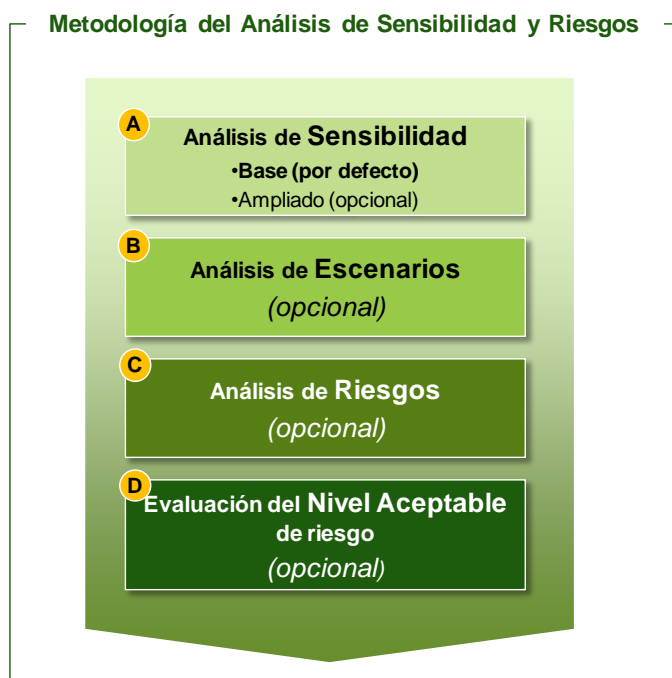 Metodología del Análisis de Sensibilidad y Riesgos
A
Análisis de Sensibilidad
•Base (por defecto)
•Ampliado (opcional)
B
Análisis de Escenarios
(opcional)
C
Análisis de Riesgos
(opcional)
D
Evaluación del Nivel Aceptable
de riesgo
(opcional)